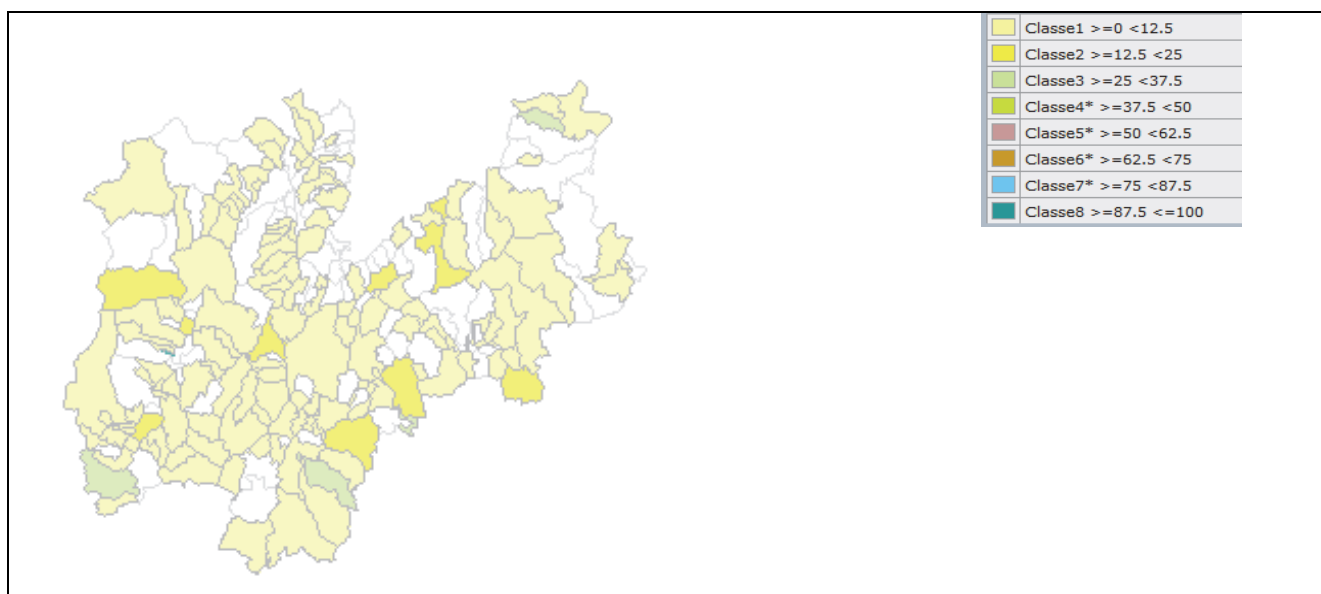 Classe1 >=0 <12.5
Classe2 >=12.5 <25
Classe3 >=25 <37.5
Classe4* >=37.5 <50
Classe5* >=50 <62.5
Classe6* >=62.5 <75
Classe7* >=75 <87.5
Classe8 >=87.5 <=100